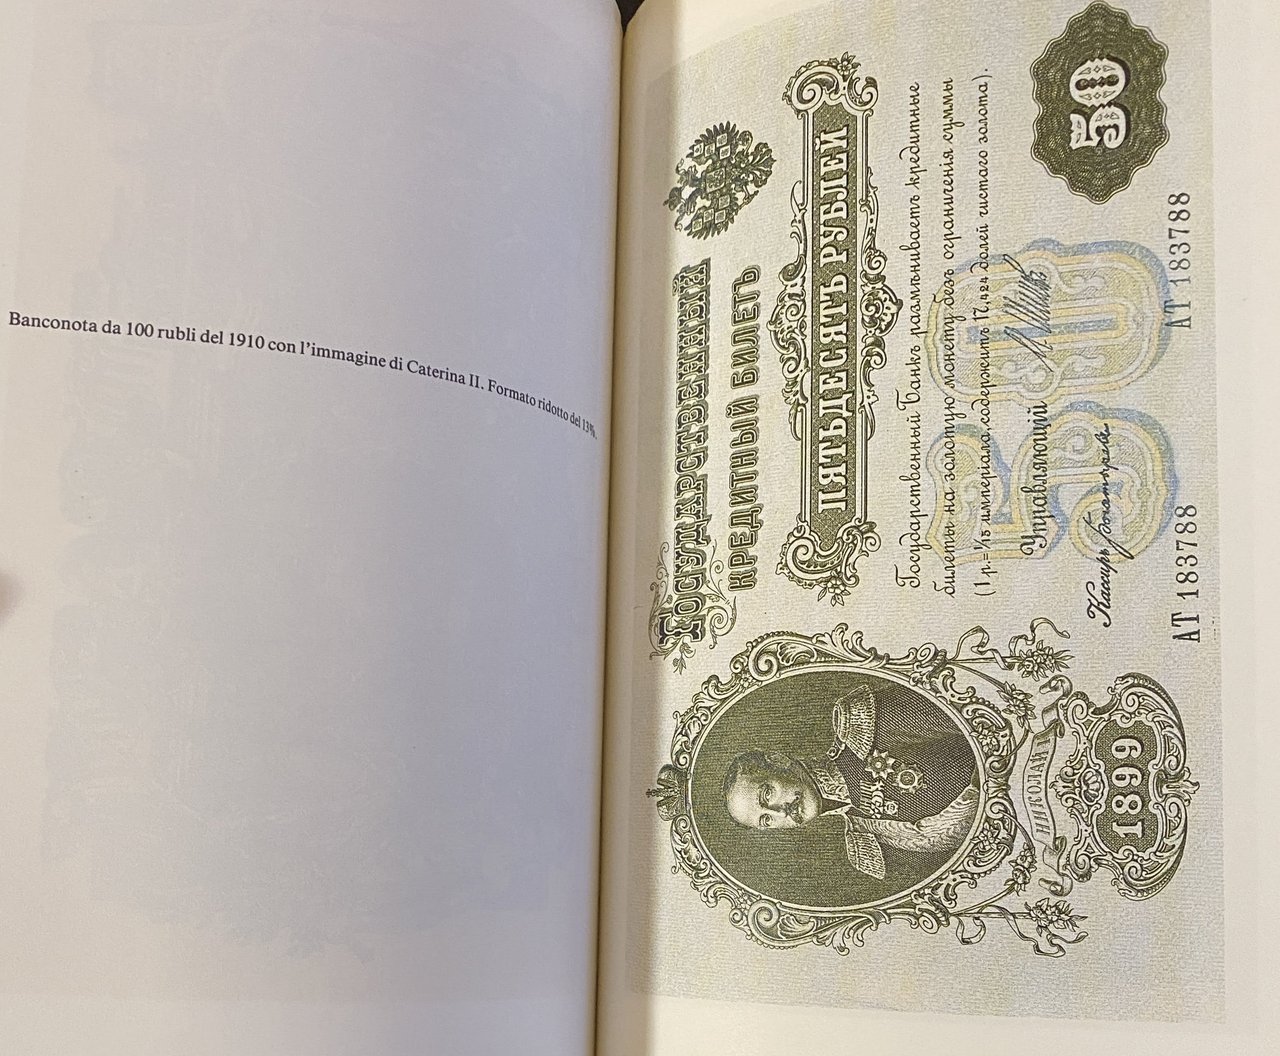 Banconota da 100 rubli del 1910 con l'immagine di Caterina II. Formato ridotto del 13%.
ГОСУДАРСТВЕННЫЙ
КРЕДИТНЫЙ БИЛЕТЪ
ПЯТЬДЕСЯТЬ РУБЛЕЙ
Государственный Банкъ размѣниваетъ кредитные
билеты на золотую монету безъ ограниченія суммы
(1 р.=1/15 имперіала, содержитъ 17,424 долей чистаго золота).
50
50
Управляющій
Кассиръ
АТ 183788
АТ 183788
НИКОЛАЙ I
1899